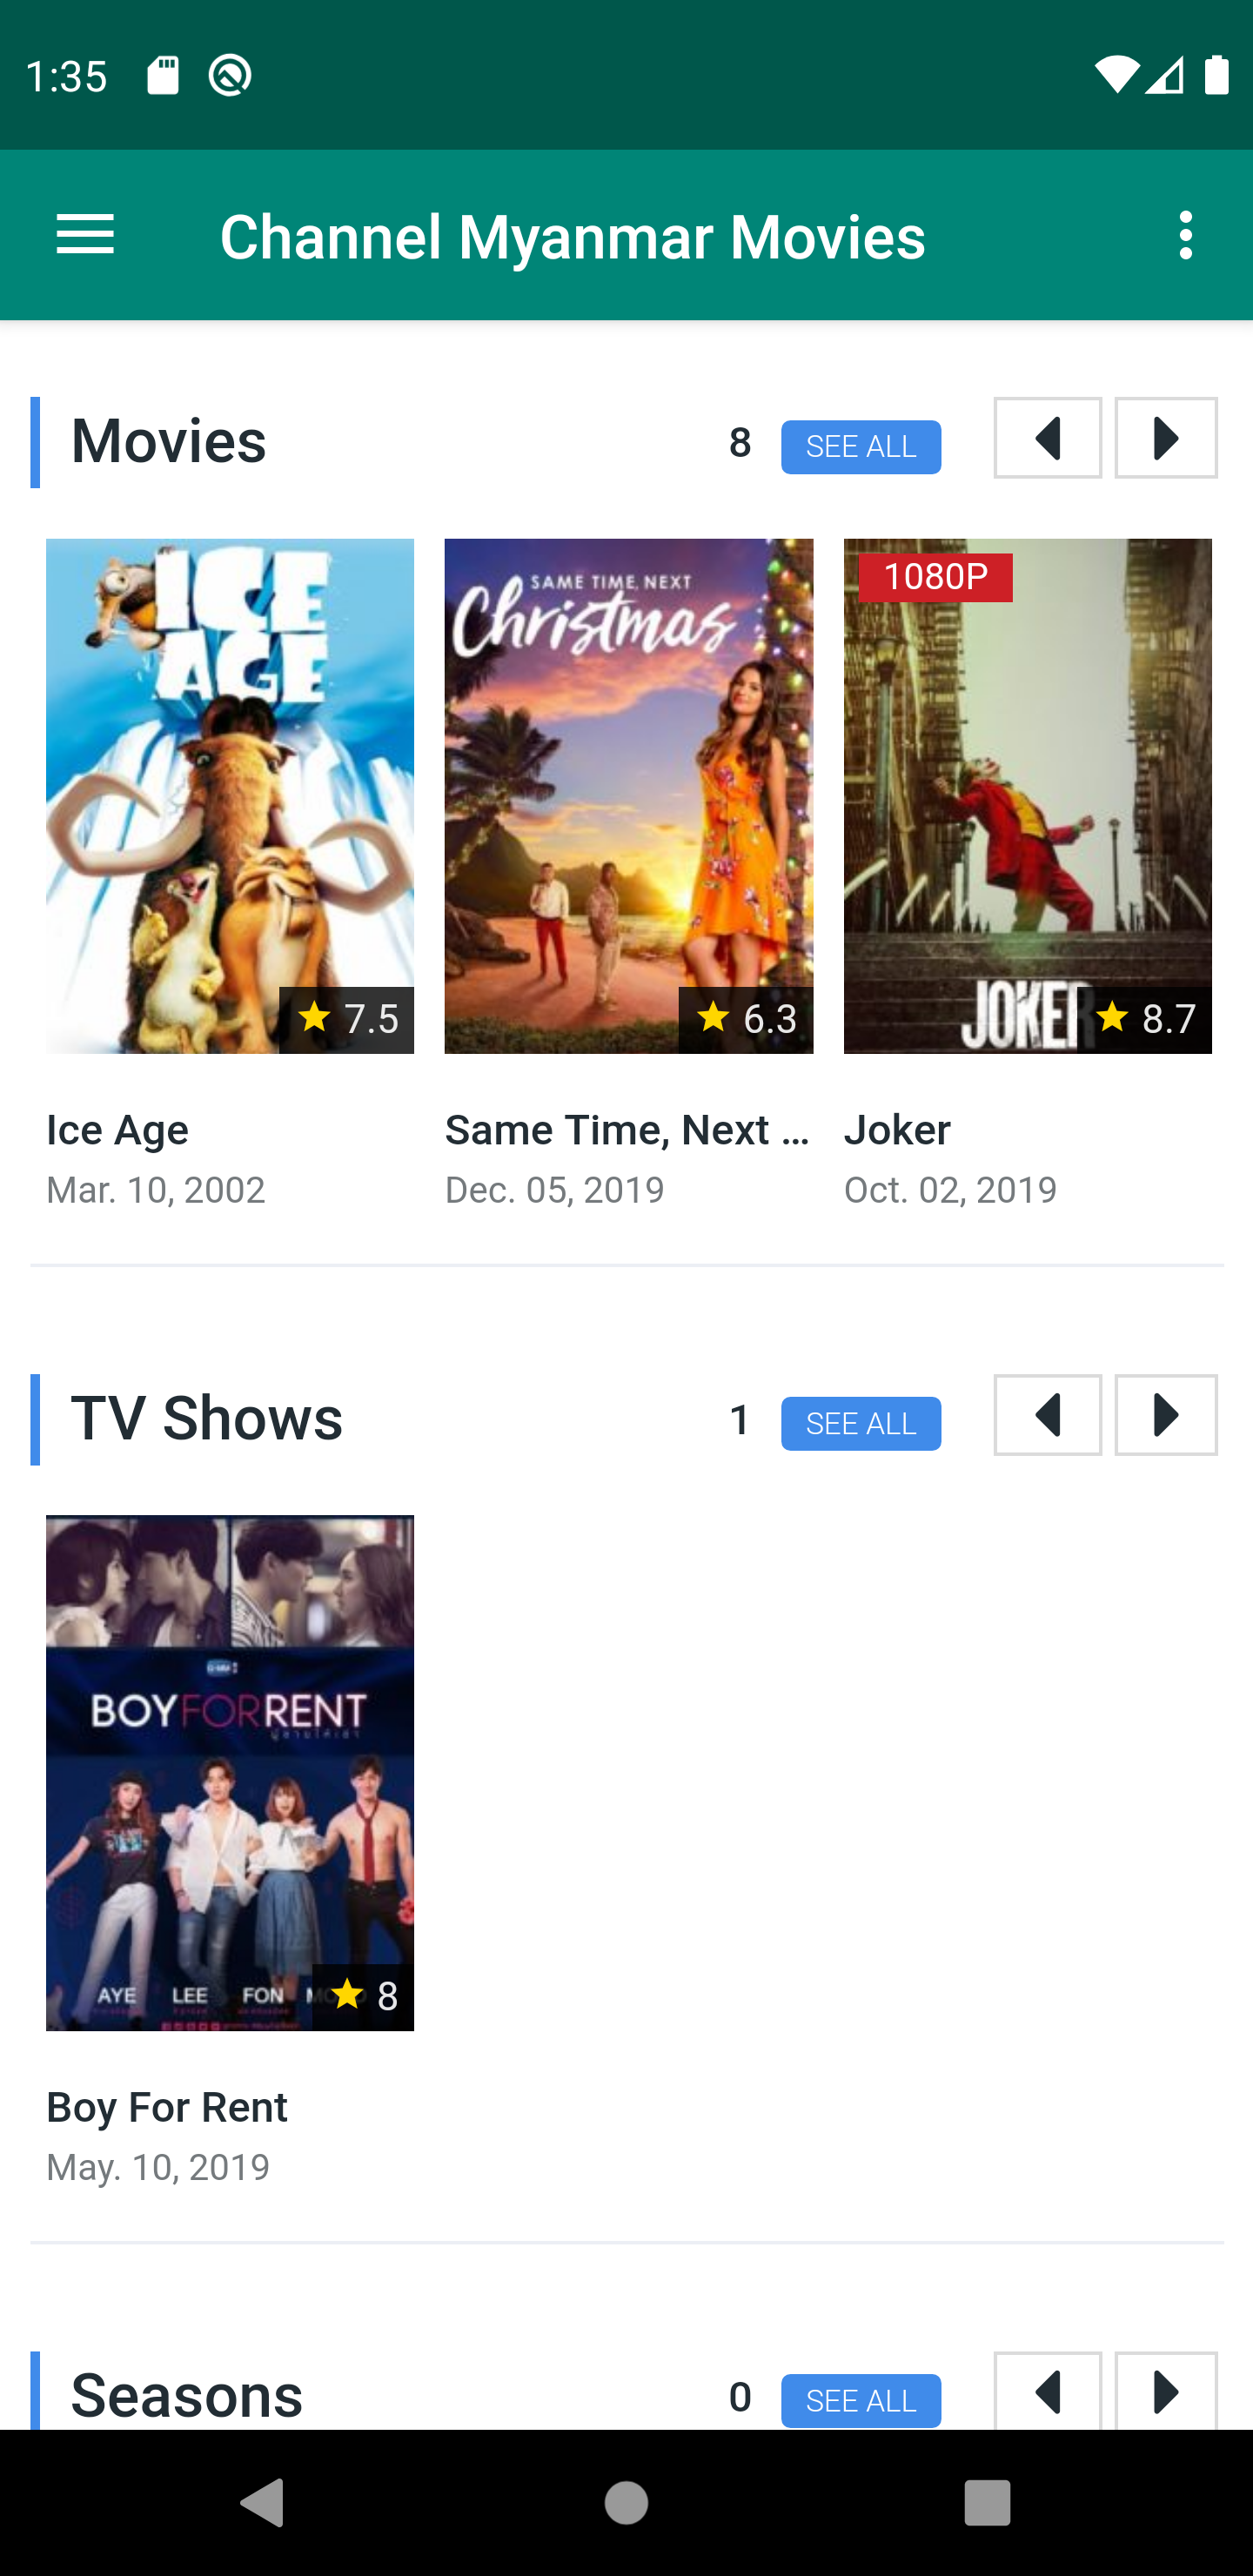 1:35
Channel Myanmar Movies
Movies
8 SEE ALL
ICE AGE
7.5
SAME TIME, NEXT
Christmas
6.3
1080P
JOKER
8.7
Ice Age
Mar. 10, 2002
Same Time, Next ...
Dec. 05, 2019
Joker
Oct. 02, 2019
TV Shows
1 SEE ALL
BOYFORRENT
AYE LEE FON
8
Boy For Rent
May. 10, 2019
Seasons
0 SEE ALL